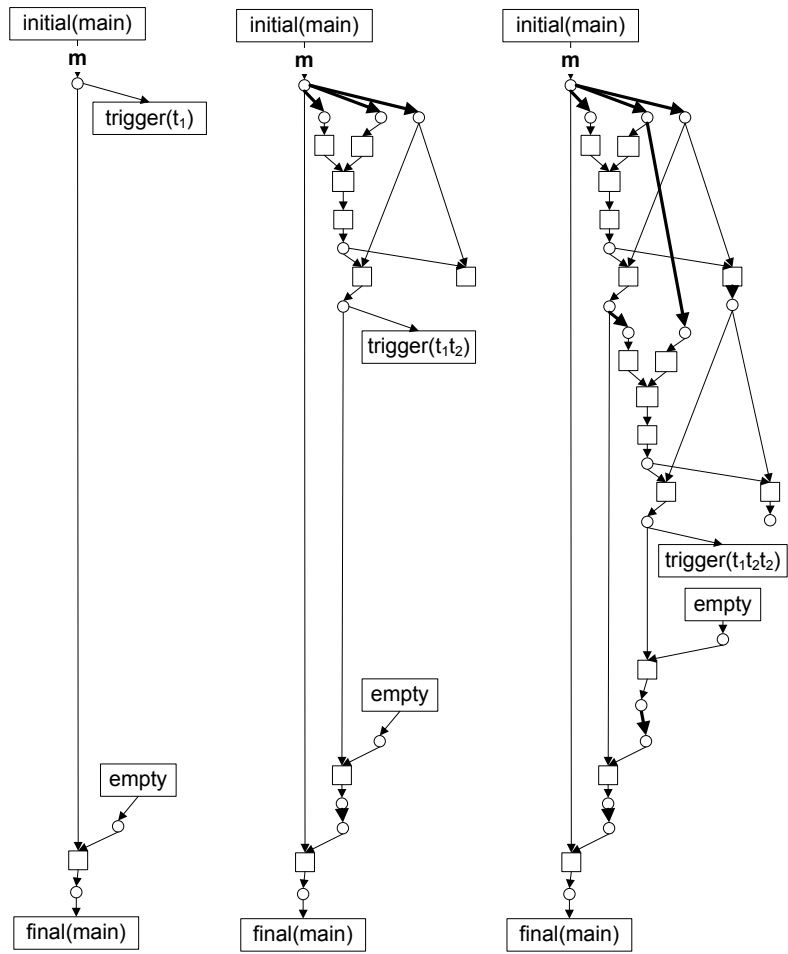 initial(main)
m
trigger(t₁)
empty
final(main)
initial(main)
m
trigger(t₁t₂)
empty
final(main)
initial(main)
m
trigger(t₁t₂t₂)
empty
final(main)